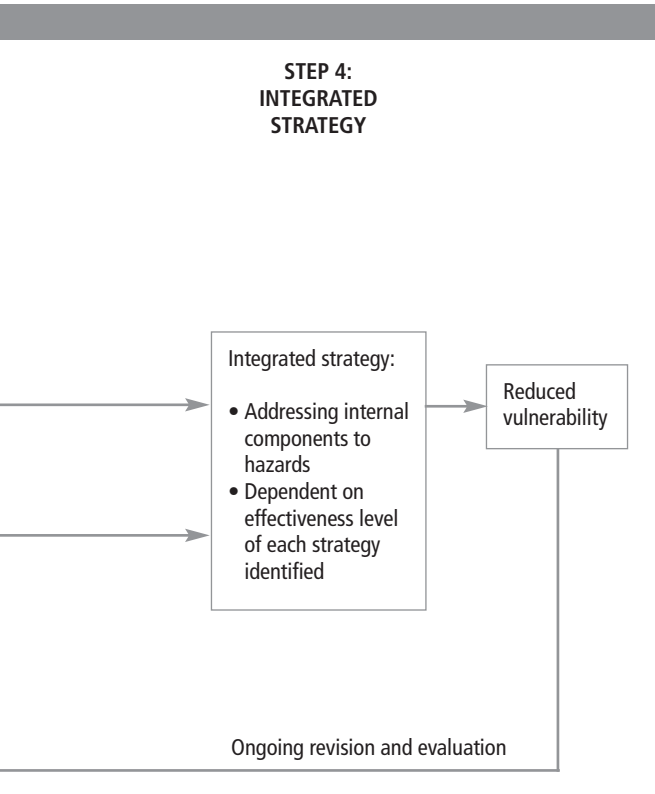 STEP 4:
INTEGRATED
STRATEGY
Integrated strategy:
• Addressing internal
components to
hazards
• Dependent on
effectiveness level
of each strategy
identified
Reduced
vulnerability
Ongoing revision and evaluation